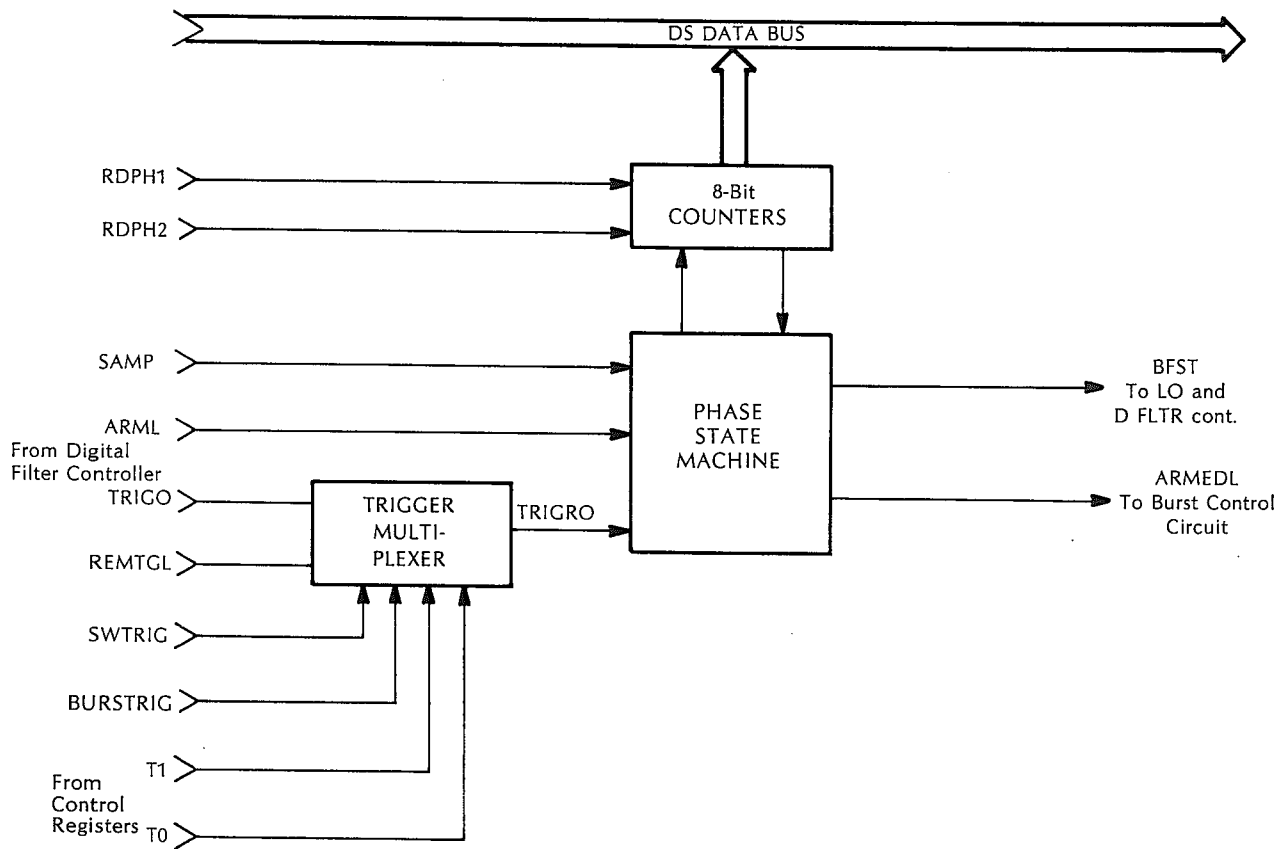 DS DATA BUS
RDPH1
8-Bit
COUNTERS
RDPH2
SAMP
BFST
To LO and
D FLTR cont.
ARML
From Digital
Filter Controller
PHASE
STATE
MACHINE
TRIGO
TRIGGER
MULTI-
PLEXER
TRIGRO
ARMEDL
To Burst Control
Circuit
REMTGL
SWTRIG
BURSTRIG
T1
From
Control
Registers
T0